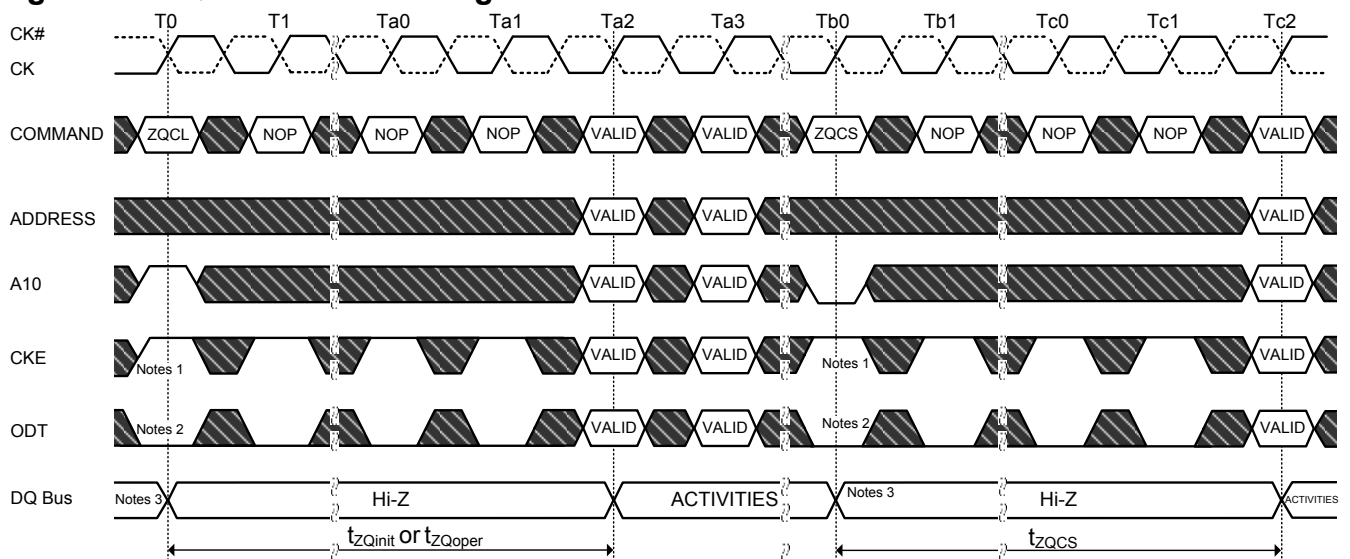 T0 T1 Ta0 Ta1 Ta2 Ta3 Tb0 Tb1 Tc0 Tc1 Tc2
CK#
CK
COMMAND ZQCL NOP NOP NOP VALID VALID ZQCS NOP NOP NOP VALID
ADDRESS VALID VALID VALID
A10 VALID VALID VALID
CKE Notes 1 VALID VALID Notes 1 VALID
ODT Notes 2 VALID VALID Notes 2 VALID
DQ Bus Notes 3 Hi-Z ACTIVITIES Notes 3 Hi-Z ACTIVITIES
tZQinit or tZQoper tZQCS